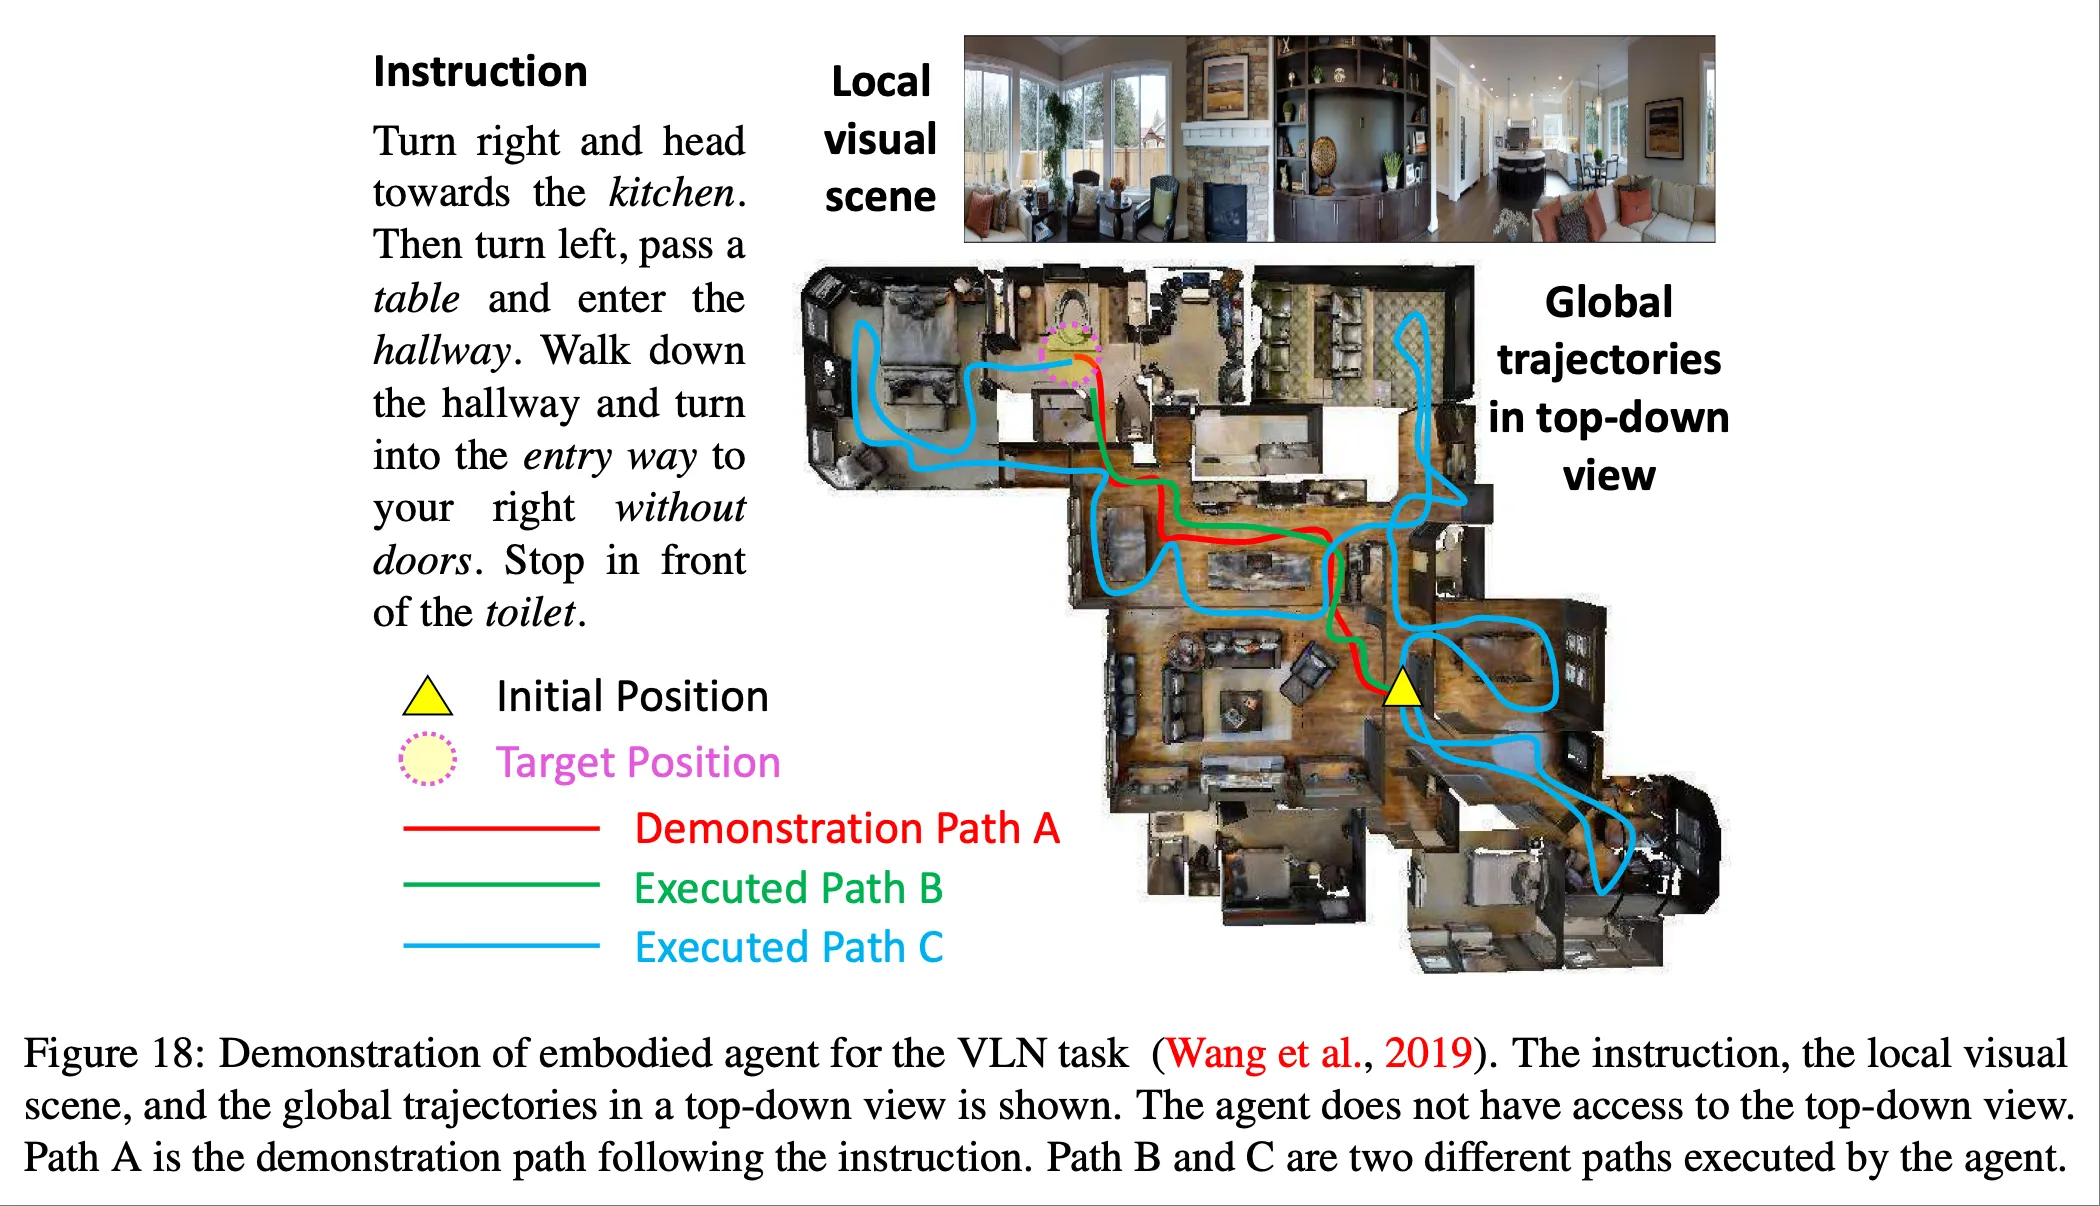 Instruction
Turn right and head
towards the kitchen.
Then turn left, pass a
table and enter the
hallway. Walk down
the hallway and turn
into the entry way to
your right without
doors. Stop in front
of the toilet.
Initial Position
Target Position
Demonstration Path A
Executed Path B
Executed Path C
Local
visual
scene
Global
trajectories
in top-down
view
Figure 18: Demonstration of embodied agent for the VLN task (Wang et al., 2019). The instruction, the local visual
scene, and the global trajectories in a top-down view is shown. The agent does not have access to the top-down view.
Path A is the demonstration path following the instruction. Path B and C are two different paths executed by the agent.